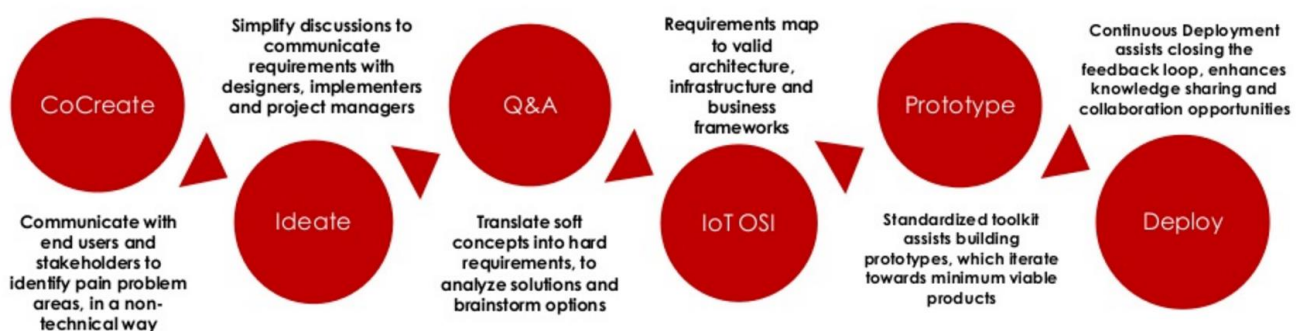 CoCreate
Communicate with
end users and
stakeholders to
identify pain problem
areas, in a non-
technical way
Simplify discussions to
communicate
requirements with
designers, implementers
and project managers
Ideate
Q&A
Translate soft
concepts into hard
requirements, to
analyze solutions and
brainstorm options
Requirements map
to valid
architecture,
infrastructure and
business
frameworks
IoT OSI
Prototype
Standardized toolkit
assists building
prototypes, which iterate
towards minimum viable
products
Continuous Deployment
assists closing the
feedback loop, enhances
knowledge sharing and
collaboration opportunities
Deploy